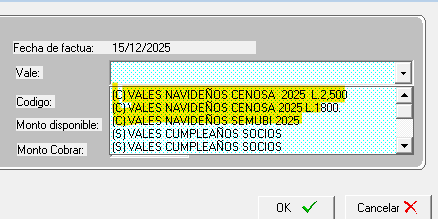 Fecha de factua: 15/12/2025
Vale:
(C) VALES NAVIDEÑOS CENOSA 2025 L.2,500
(C) VALES NAVIDEÑOS CENOSA 2025 L.1800.
(C) VALES NAVIDEÑOS SEMUBI 2025
(S) VALES CUMPLEAÑOS SOCIOS
(S) VALES CUMPLEAÑOS SOCIOS
Codigo:
Monto disponible:
Monto Cobrar:
OK
Cancelar